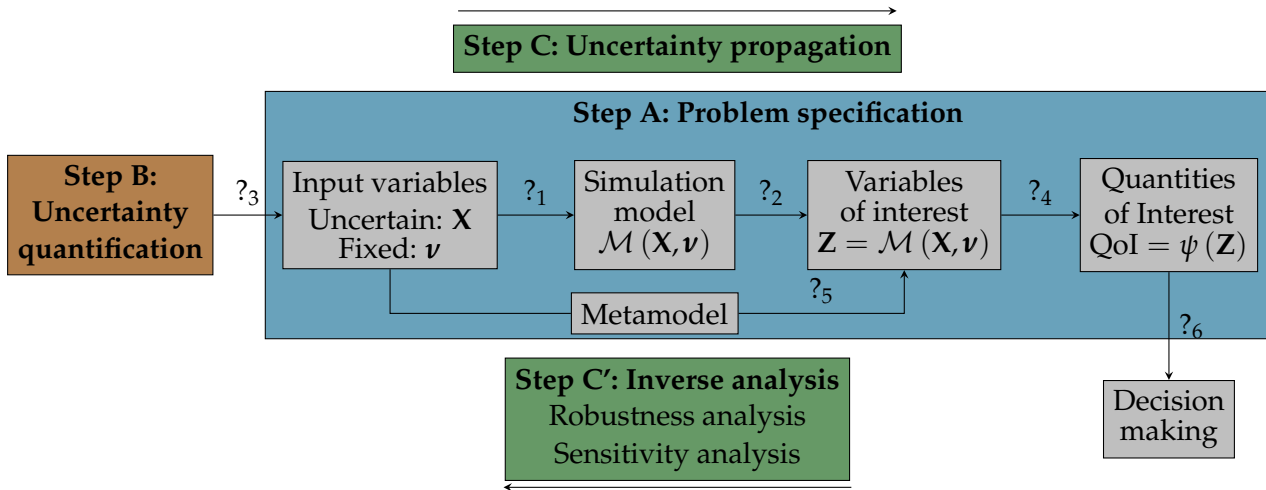 Step C: Uncertainty propagation
Step A: Problem specification
Step B:
Uncertainty
quantification
?₃
Input variables
Uncertain: X
Fixed: ν
?₁
Simulation
model
ℳ (X, ν)
?₂
Variables
of interest
Z = ℳ (X, ν)
?₄
Quantities
of Interest
QoI = ψ (Z)
Metamodel
?₅
?₆
Step C’: Inverse analysis
Robustness analysis
Sensitivity analysis
Decision
making